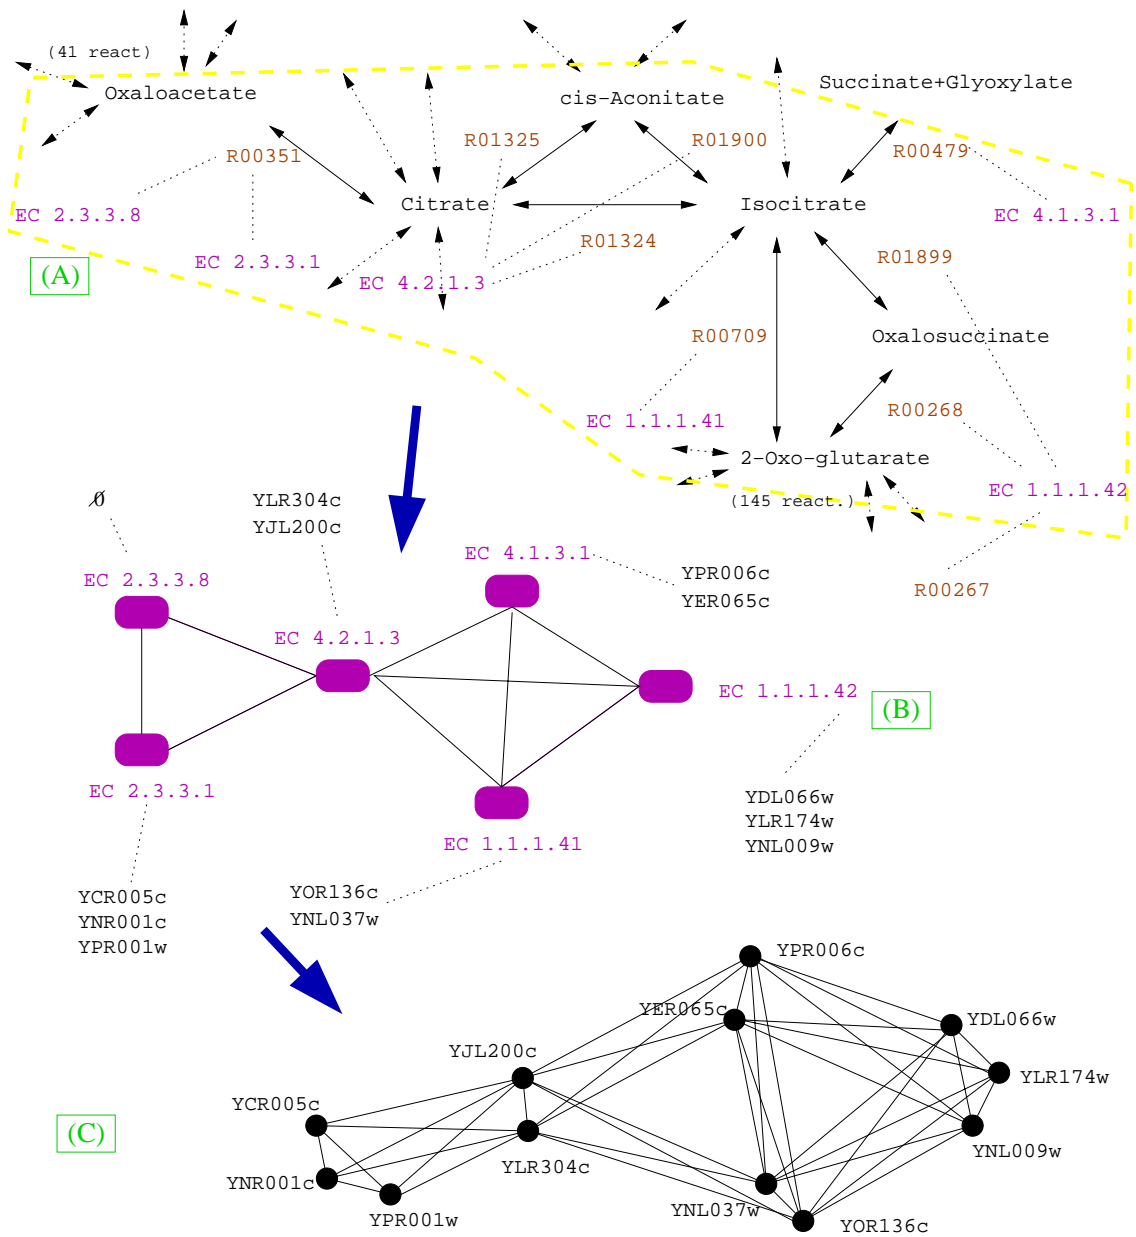 (41 react)
Oxaloacetate
cis-Aconitate
Succinate+Glyoxylate
R00351
R01325
R01900
R00479
EC 2.3.3.8
Citrate
Isocitrate
EC 4.1.3.1
EC 2.3.3.1
R01324
R01899
(A)
EC 4.2.1.3
R00709
Oxalosuccinate
EC 1.1.1.41
R00268
2-Oxo-glutarate
(145 react.)
EC 1.1.1.42
R00267
Ø
YLR304c
YJL200c
EC 4.1.3.1
YPR006c
YER065c
EC 2.3.3.8
EC 4.2.1.3
EC 1.1.1.42
(B)
EC 2.3.3.1
YDL066w
YLR174w
YNL009w
EC 1.1.1.41
YCR005c
YNR001c
YPR001w
YOR136c
YNL037w
YPR006c
YER065c
YDL066w
YJL200c
YLR174w
YCR005c
(C)
YLR304c
YNL009w
YNR001c
YPR001w
YNL037w
YOR136c